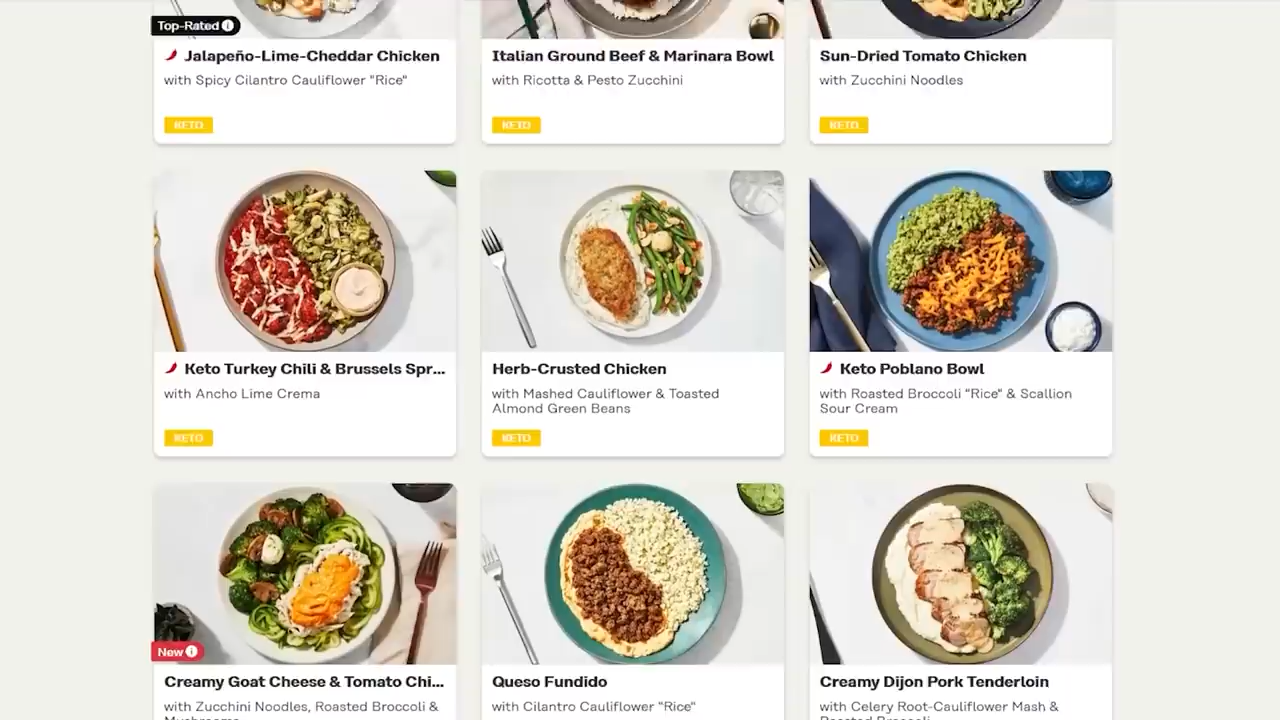 Top-Rated
Jalapeño-Lime-Cheddar Chicken
with Spicy Cilantro Cauliflower "Rice"
KETO
Italian Ground Beef & Marinara Bowl
with Ricotta & Pesto Zucchini
KETO
Sun-Dried Tomato Chicken
with Zucchini Noodles
KETO
Keto Turkey Chili & Brussels Spr...
with Ancho Lime Crema
KETO
Herb-Crusted Chicken
with Mashed Cauliflower & Toasted
Almond Green Beans
KETO
Keto Poblano Bowl
with Roasted Broccoli "Rice" & Scallion
Sour Cream
KETO
New
Creamy Goat Cheese & Tomato Chi...
with Zucchini Noodles, Roasted Broccoli &
Mushrooms
Queso Fundido
with Cilantro Cauliflower "Rice"
Creamy Dijon Pork Tenderloin
with Celery Root-Cauliflower Mash &
Roasted Broccoli